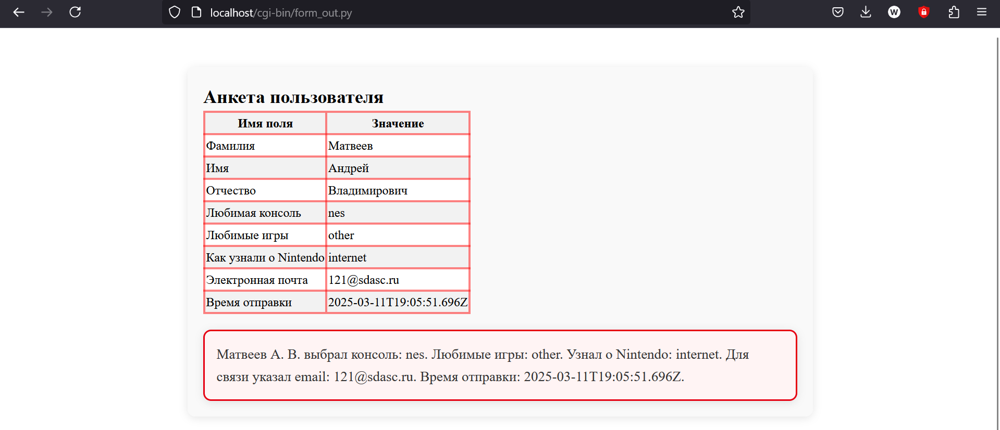 localhost/cgi-bin/form_out.py
W
Анкета пользователя
Имя поля Значение
Фамилия Матвеев
Имя Андрей
Отчество Владимирович
Любимая консоль nes
Любимые игры other
Как узнали о Nintendo internet
Электронная почта 121@sdasc.ru
Время отправки 2025-03-11T19:05:51.696Z
Матвеев А. В. выбрал консоль: nes. Любимые игры: other. Узнал о Nintendo: internet. Для
связи указал email: 121@sdasc.ru. Время отправки: 2025-03-11T19:05:51.696Z.